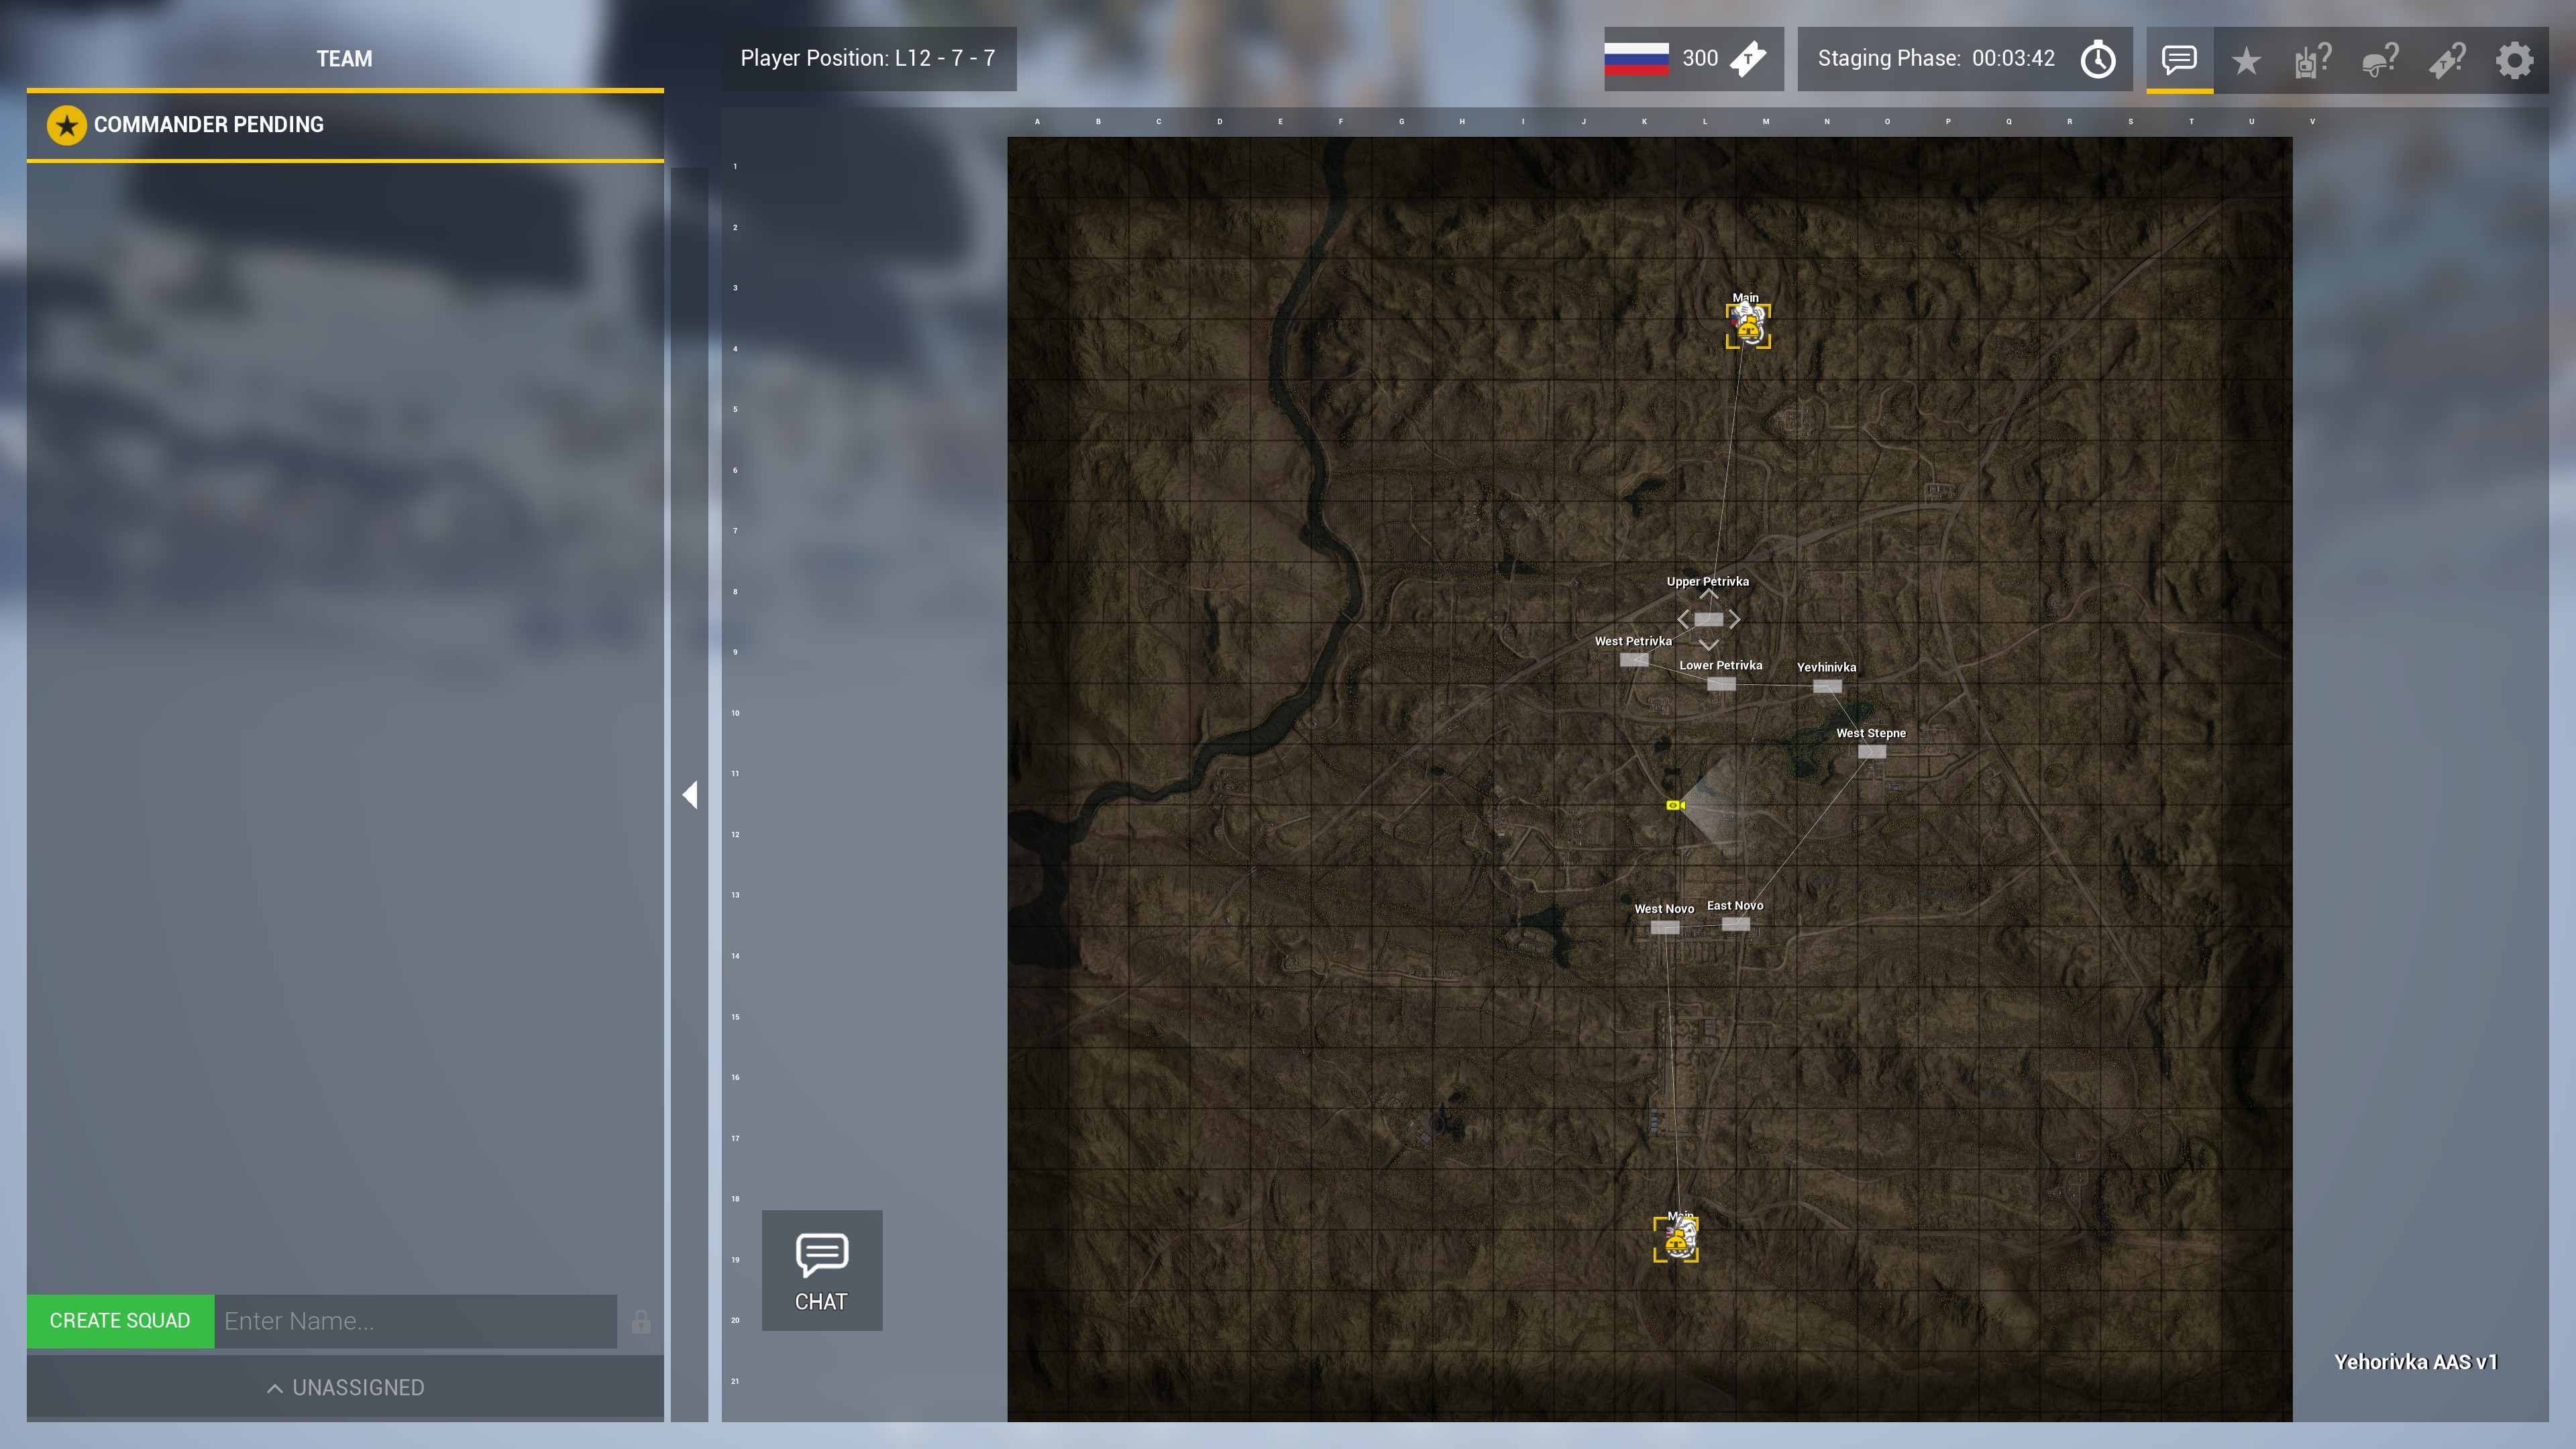 TEAM
Player Position: L12 - 7 - 7
300
Staging Phase: 00:03:42
COMMANDER PENDING
A B C D E F G H I J K L M N O P Q R S T U V
1
2
3
Main
4
5
6
7
8
Upper Petrivka
9
West Petrivka
Lower Petrivka
Yevhinivka
10
West Stepne
11
12
13
West Novo
East Novo
14
15
16
17
18
Main
19
CHAT
20
CREATE SQUAD
Enter Name...
Yehorivka AAS v1
21
UNASSIGNED